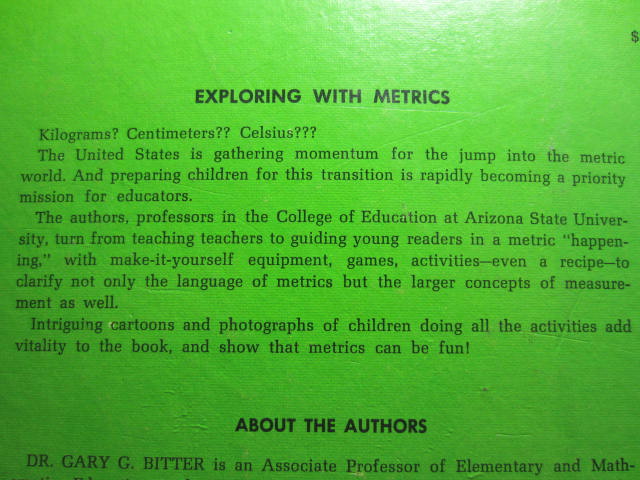 $
EXPLORING WITH METRICS
Kilograms? Centimeters?? Celsius???
The United States is gathering momentum for the jump into the metric
world. And preparing children for this transition is rapidly becoming a priority
mission for educators.
The authors, professors in the College of Education at Arizona State Univer-
sity, turn from teaching teachers to guiding young readers in a metric "happen-
ing," with make-it-yourself equipment, games, activities—even a recipe—to
clarify not only the language of metrics but the larger concepts of measure-
ment as well.
Intriguing cartoons and photographs of children doing all the activities add
vitality to the book, and show that metrics can be fun!
ABOUT THE AUTHORS
DR. GARY G. BITTER is an Associate Professor of Elementary and Math-